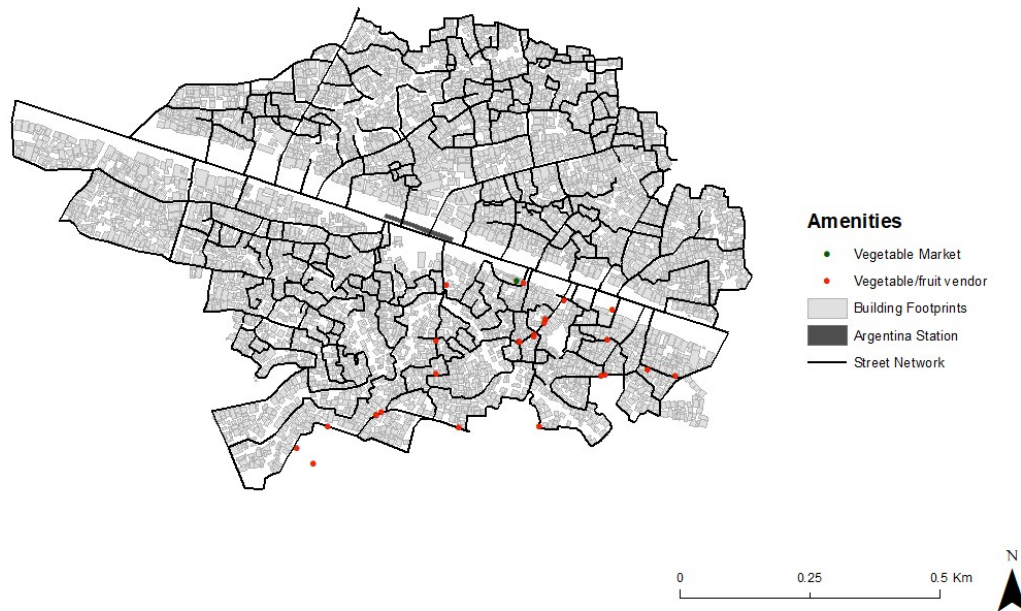 Amenities
Vegetable Market
Vegetable/fruit vendor
Building Footprints
Argentina Station
Street Network
N
0 0.25 0.5 Km